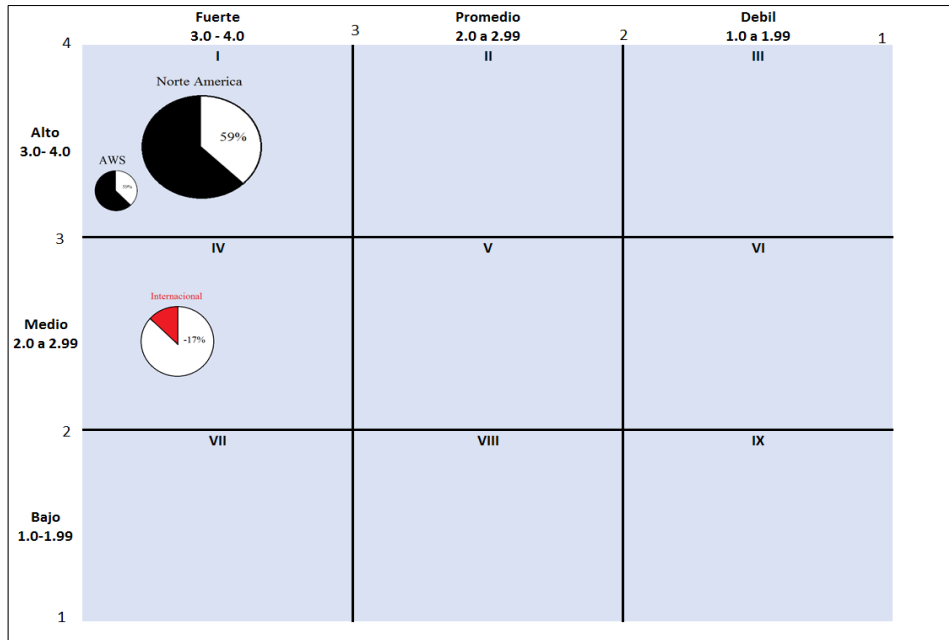 Fuerte
3.0 - 4.0
Promedio
2.0 a 2.99
Debil
1.0 a 1.99
4
3
2
1
I
II
III
Norte America
59%
Alto
3.0- 4.0
AWS
3
IV
V
VI
Internacional
-17%
Medio
2.0 a 2.99
2
VII
VIII
IX
Bajo
1.0-1.99
1